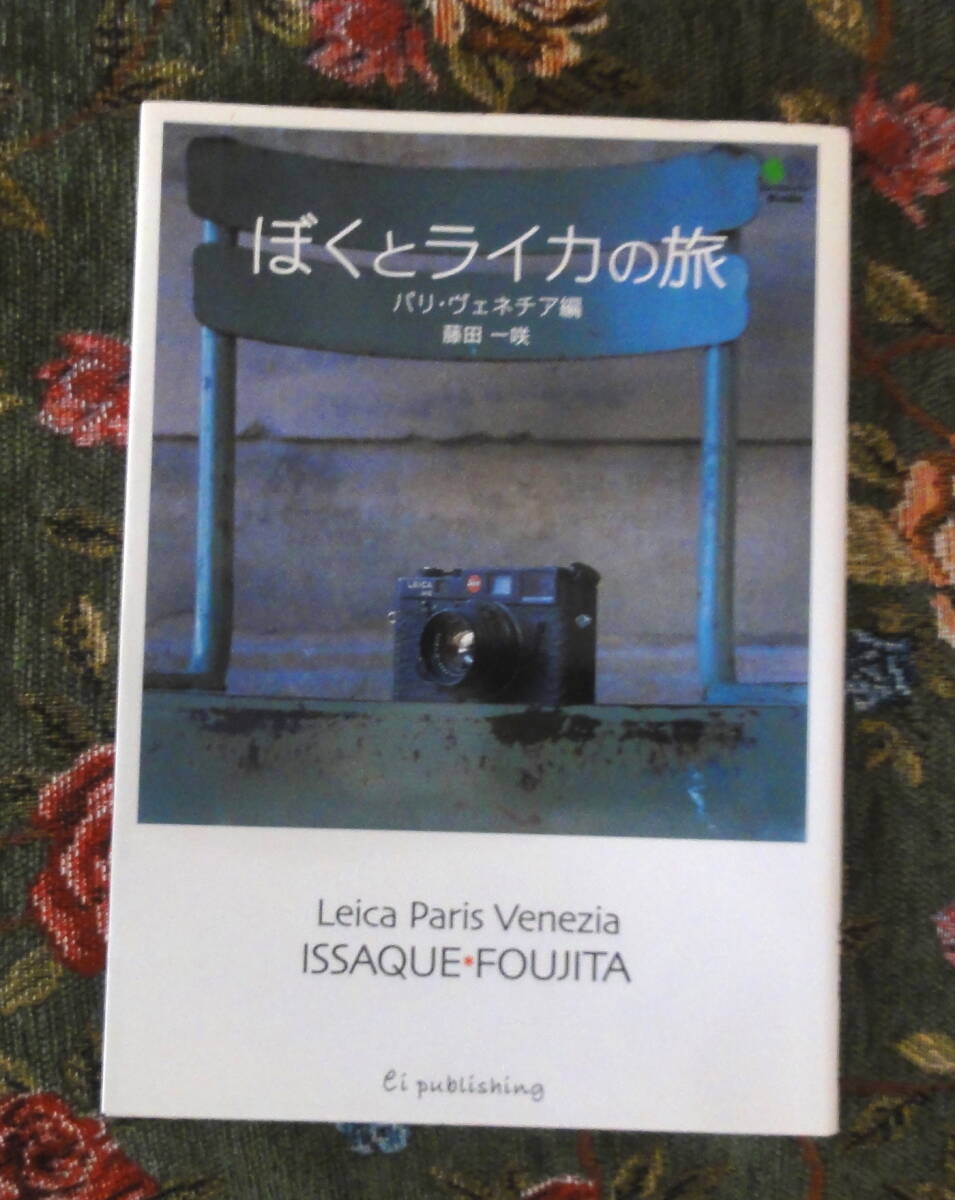 ぼくとライカの旅
パリ・ヴェネチア編
藤田 一咲
LEICA
Leica Paris Venezia
ISSAQUE*FOUJITA
ei publishing